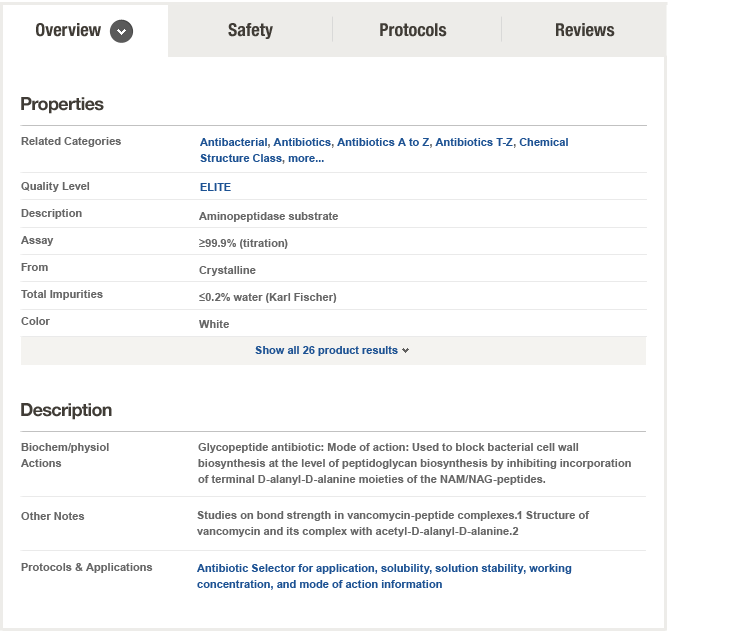 Overview Safety Protocols Reviews
Properties
Related Categories Antibacterial, Antibiotics, Antibiotics A to Z, Antibiotics T-Z, Chemical
Structure Class, more...
Quality Level ELITE
Description Aminopeptidase substrate
Assay ≥99.9% (titration)
From Crystalline
Total Impurities ≤0.2% water (Karl Fischer)
Color White
Show all 26 product results
Description
Biochem/physiol Glycopeptide antibiotic: Mode of action: Used to block bacterial cell wall
Actions biosynthesis at the level of peptidoglycan biosynthesis by inhibiting incorporation
of terminal D-alanyl-D-alanine moieties of the NAM/NAG-peptides.
Other Notes Studies on bond strength in vancomycin-peptide complexes.1 Structure of
vancomycin and its complex with acetyl-D-alanyl-D-alanine.2
Protocols & Applications Antibiotic Selector for application, solubility, solution stability, working
concentration, and mode of action information